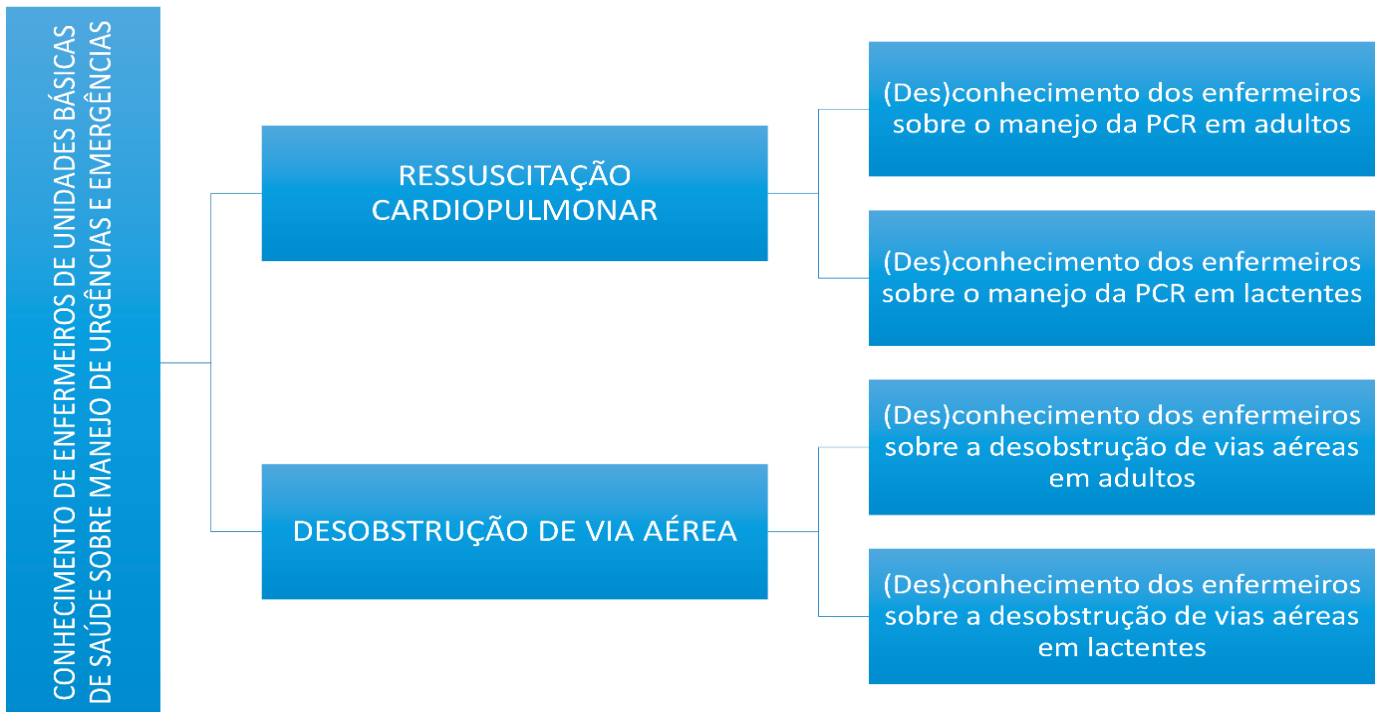 CONHECIMENTO DE ENFERMEIROS DE UNIDADES BÁSICAS
DE SAÚDE SOBRE MANEJO DE URGÊNCIAS E EMERGÊNCIAS
RESSUSCITAÇÃO
CARDIOPULMONAR
(Des)conhecimento dos enfermeiros
sobre o manejo da PCR em adultos
(Des)conhecimento dos enfermeiros
sobre o manejo da PCR em lactentes
DESOBSTRUÇÃO DE VIA AÉREA
(Des)conhecimento dos enfermeiros
sobre a desobstrução de vias aéreas
em adultos
(Des)conhecimento dos enfermeiros
sobre a desobstrução de vias aéreas
em lactentes